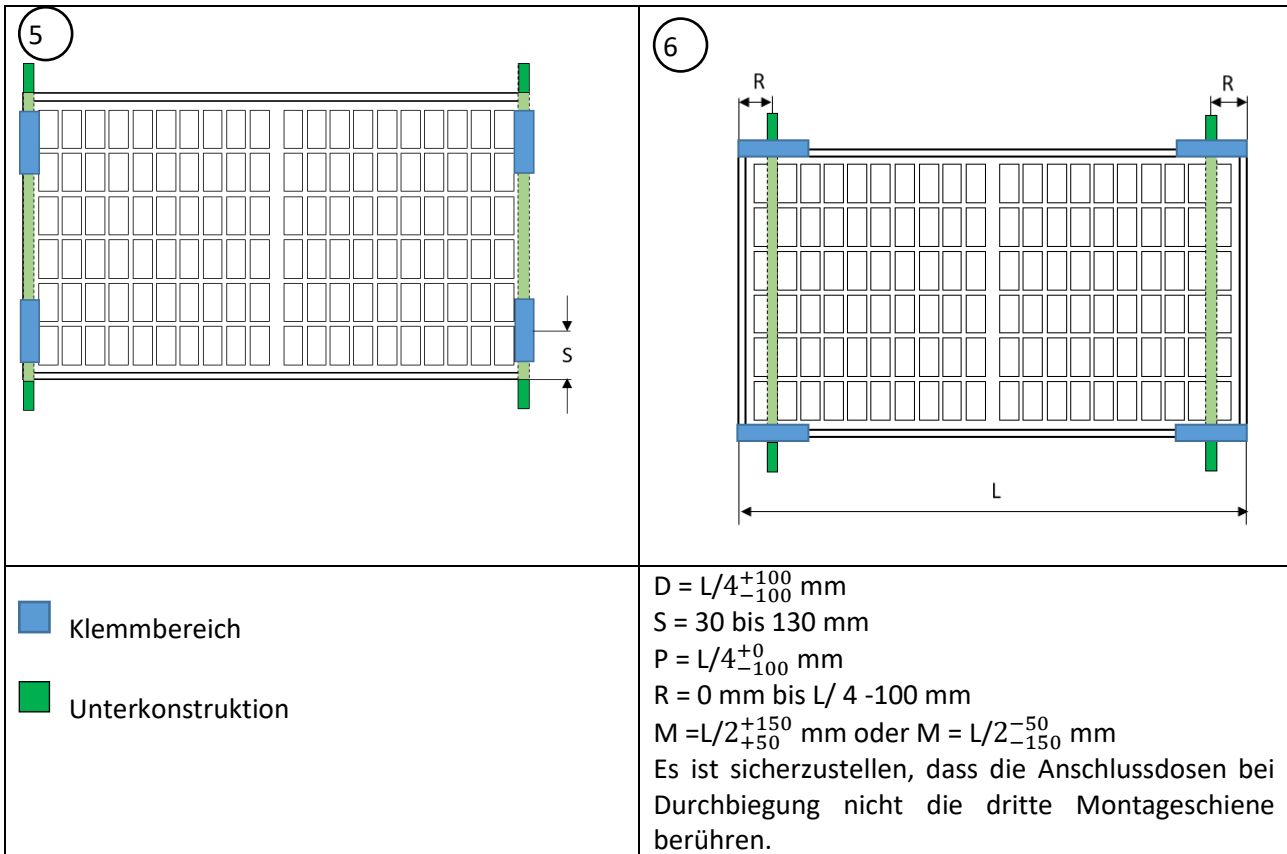 5
S
6
R R
L
Klemmbereich
Unterkonstruktion
D = L/4⁺¹⁰⁰₋₁₀₀ mm
S = 30 bis 130 mm
P = L/4⁺⁰₋₁₀₀ mm
R = 0 mm bis L/ 4 -100 mm
M =L/2⁺¹⁵⁰₊₅₀ mm oder M = L/2⁻⁵⁰₋₁₅₀ mm
Es ist sicherzustellen, dass die Anschlussdosen bei
Durchbiegung nicht die dritte Montageschiene
berühren.